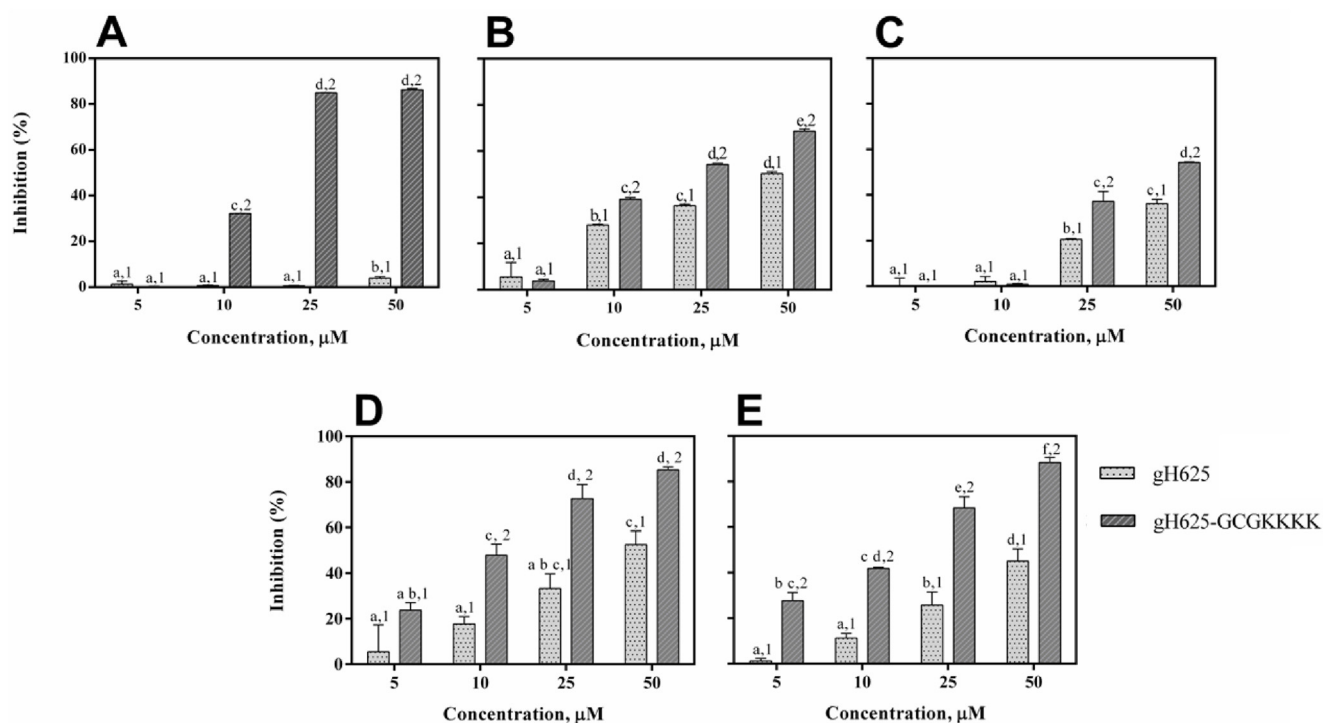 A
B
C
Inhibition (%)
100
80
60
40
20
0
a,1
a,1
a,1
c,2
a,1
d,2
b,1
d,2
5
10
25
50
Concentration, μM
a,1
a,1
b,1
c,2
c,1
d,2
d,1
e,2
5
10
25
50
Concentration, μM
a,1
a,1
a,1
a,1
b,1
c,2
c,1
d,2
5
10
25
50
Concentration, μM
D
E
Inhibition (%)
100
80
60
40
20
0
a,1
a b,1
a,1
c, 2
a b c,1
d, 2
c,1
d, 2
5
10
25
50
Concentration, μM
a,1
b c,2
a,1
c d,2
b,1
e,2
d,1
f,2
5
10
25
50
Concentration, μM
gH625
gH625-GCGKKKK